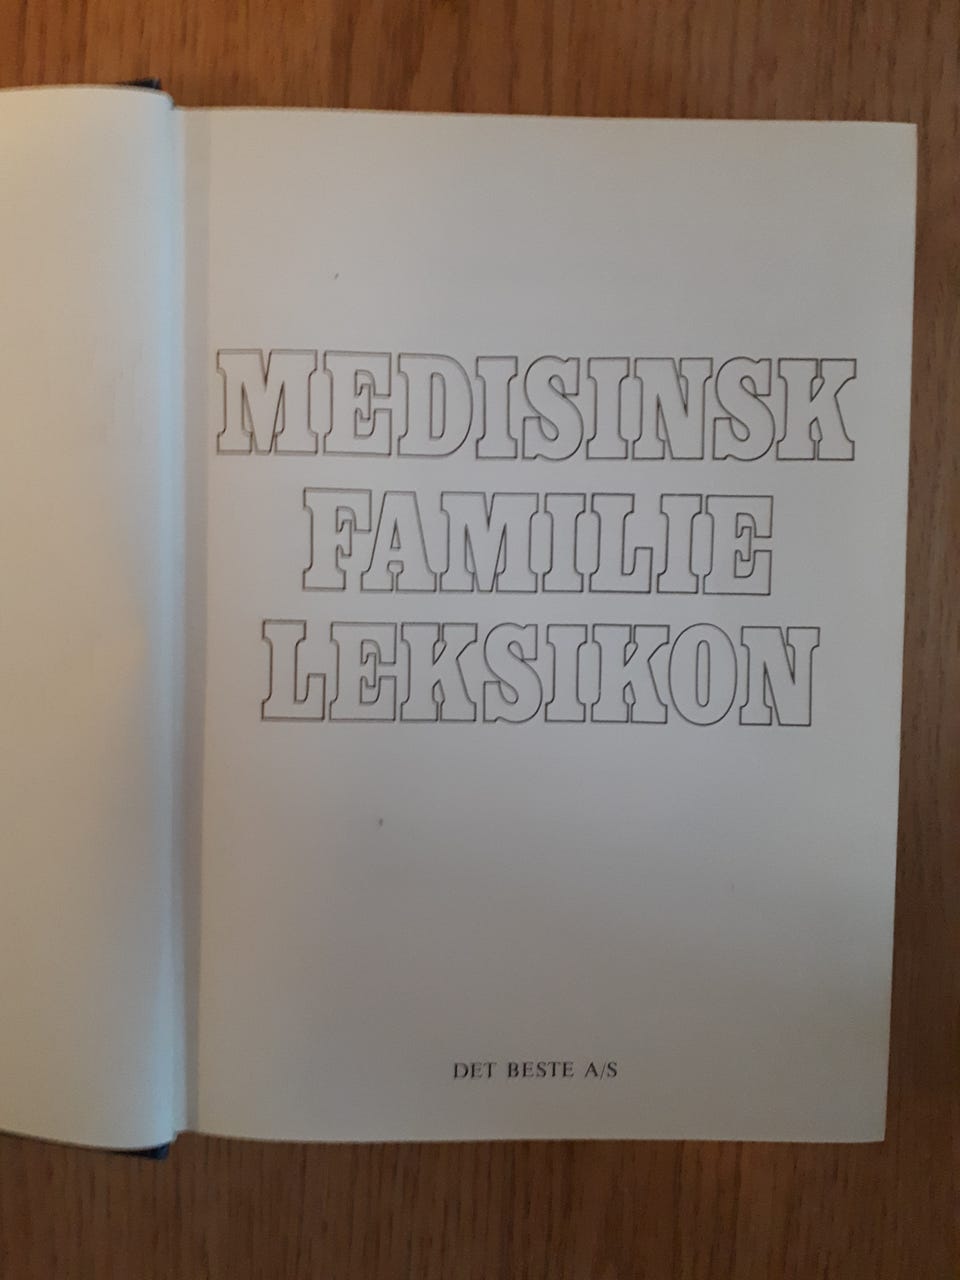 MEDISINSK
FAMILIE
LEKSIKON
DET BESTE A/S